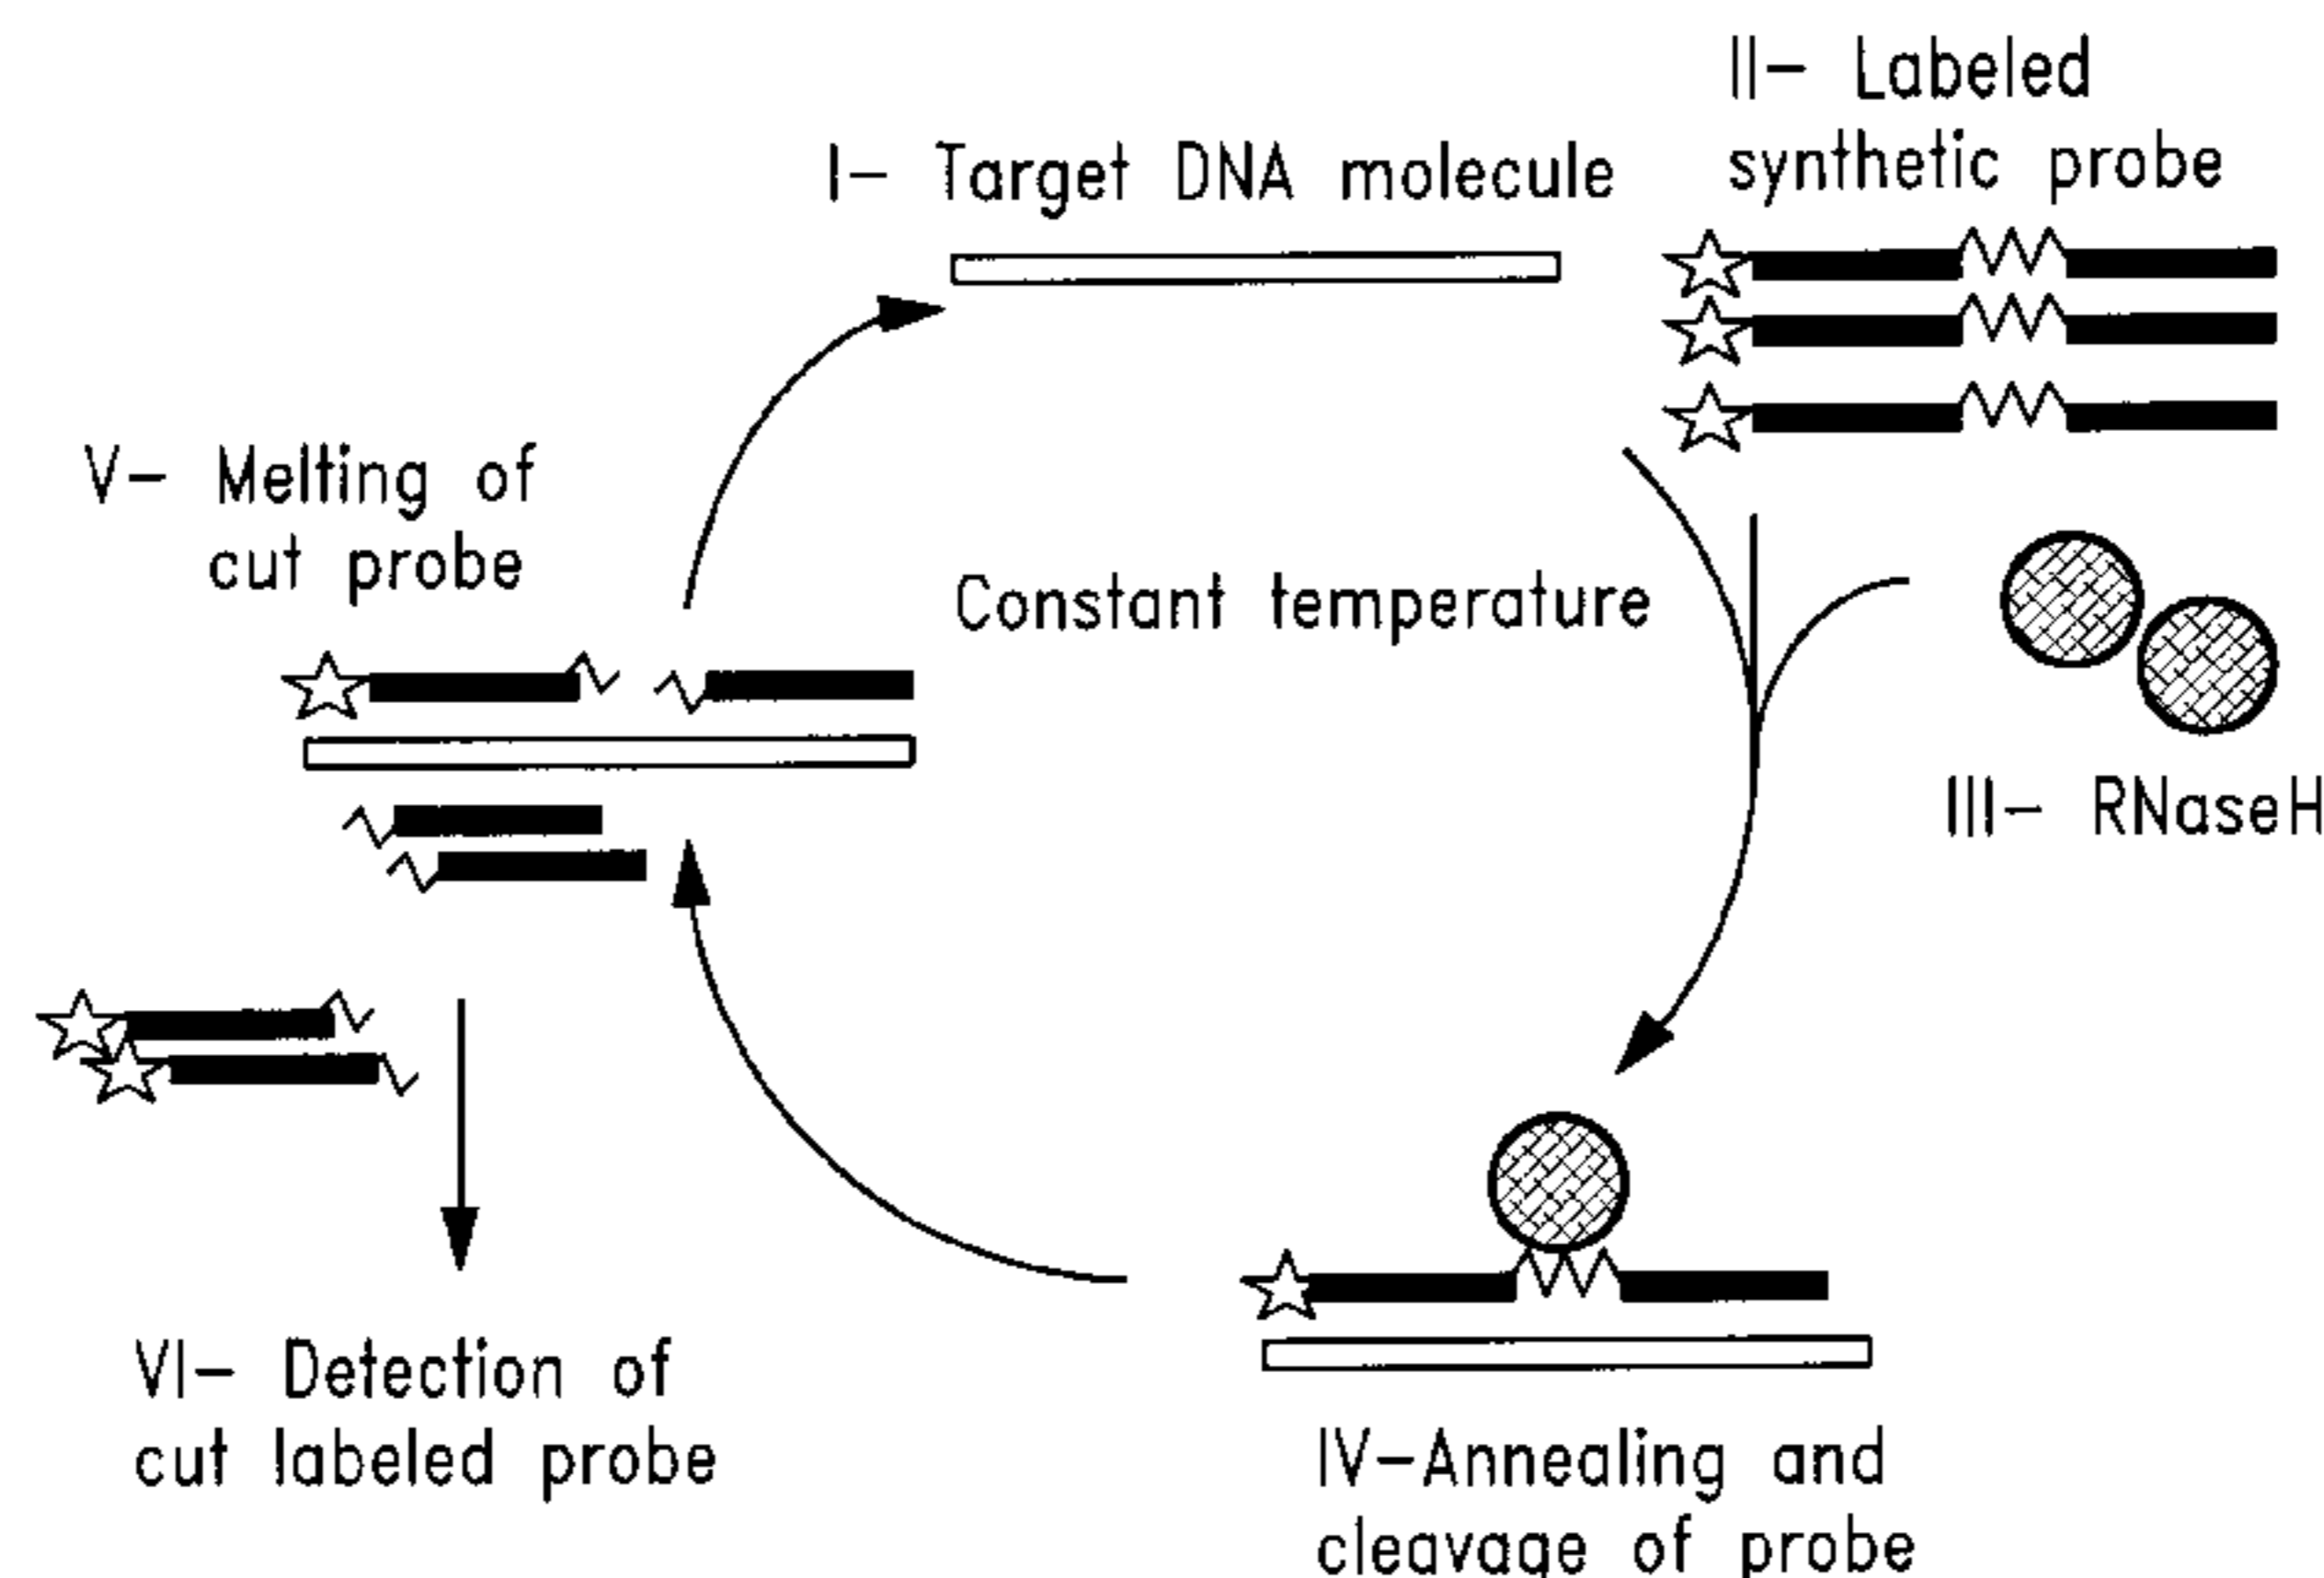 II- Labeled
synthetic probe
I- Target DNA molecule
V- Melting of
cut probe
Constant temperature
III- RNaseH
VI- Detection of
cut labeled probe
IV-Annealing and
cleavage of probe